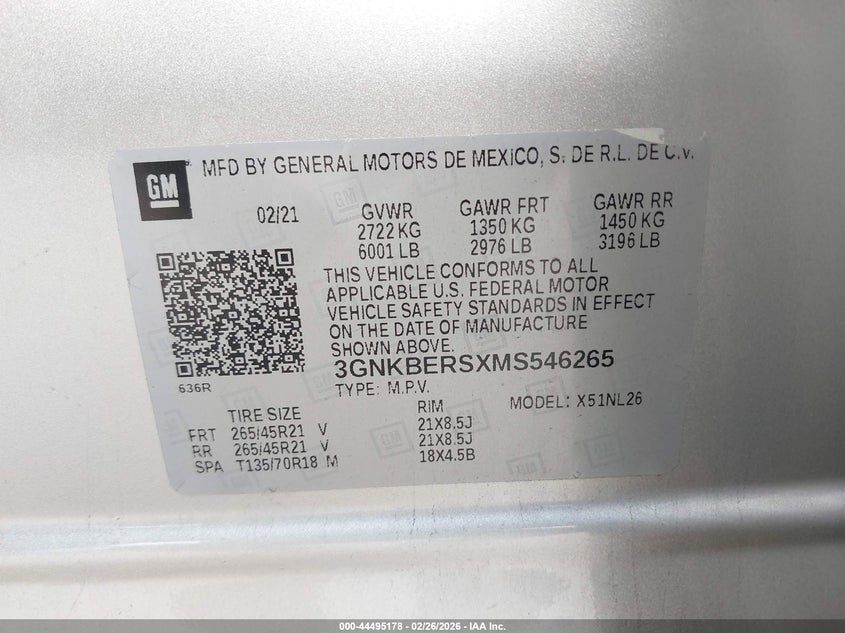 GM
MFD BY GENERAL MOTORS DE MEXICO, S. DE R.L. DE C.V.
02/21 GVWR GAWR FRT GAWR RR
2722 KG 1350 KG 1450 KG
6001 LB 2976 LB 3196 LB
THIS VEHICLE CONFORMS TO ALL
APPLICABLE U.S. FEDERAL MOTOR
VEHICLE SAFETY STANDARDS IN EFFECT
ON THE DATE OF MANUFACTURE
SHOWN ABOVE.
3GNKBERSXMS546265
636R
TYPE: M.P.V.
TIRE SIZE RIM MODEL: X51NL26
FRT 265/45R21 V 21X8.5J
RR 265/45R21 V 21X8.5J
SPA T135/70R18 M 18X4.5B
000-44495178 - 02/26/2026 - IAA Inc.